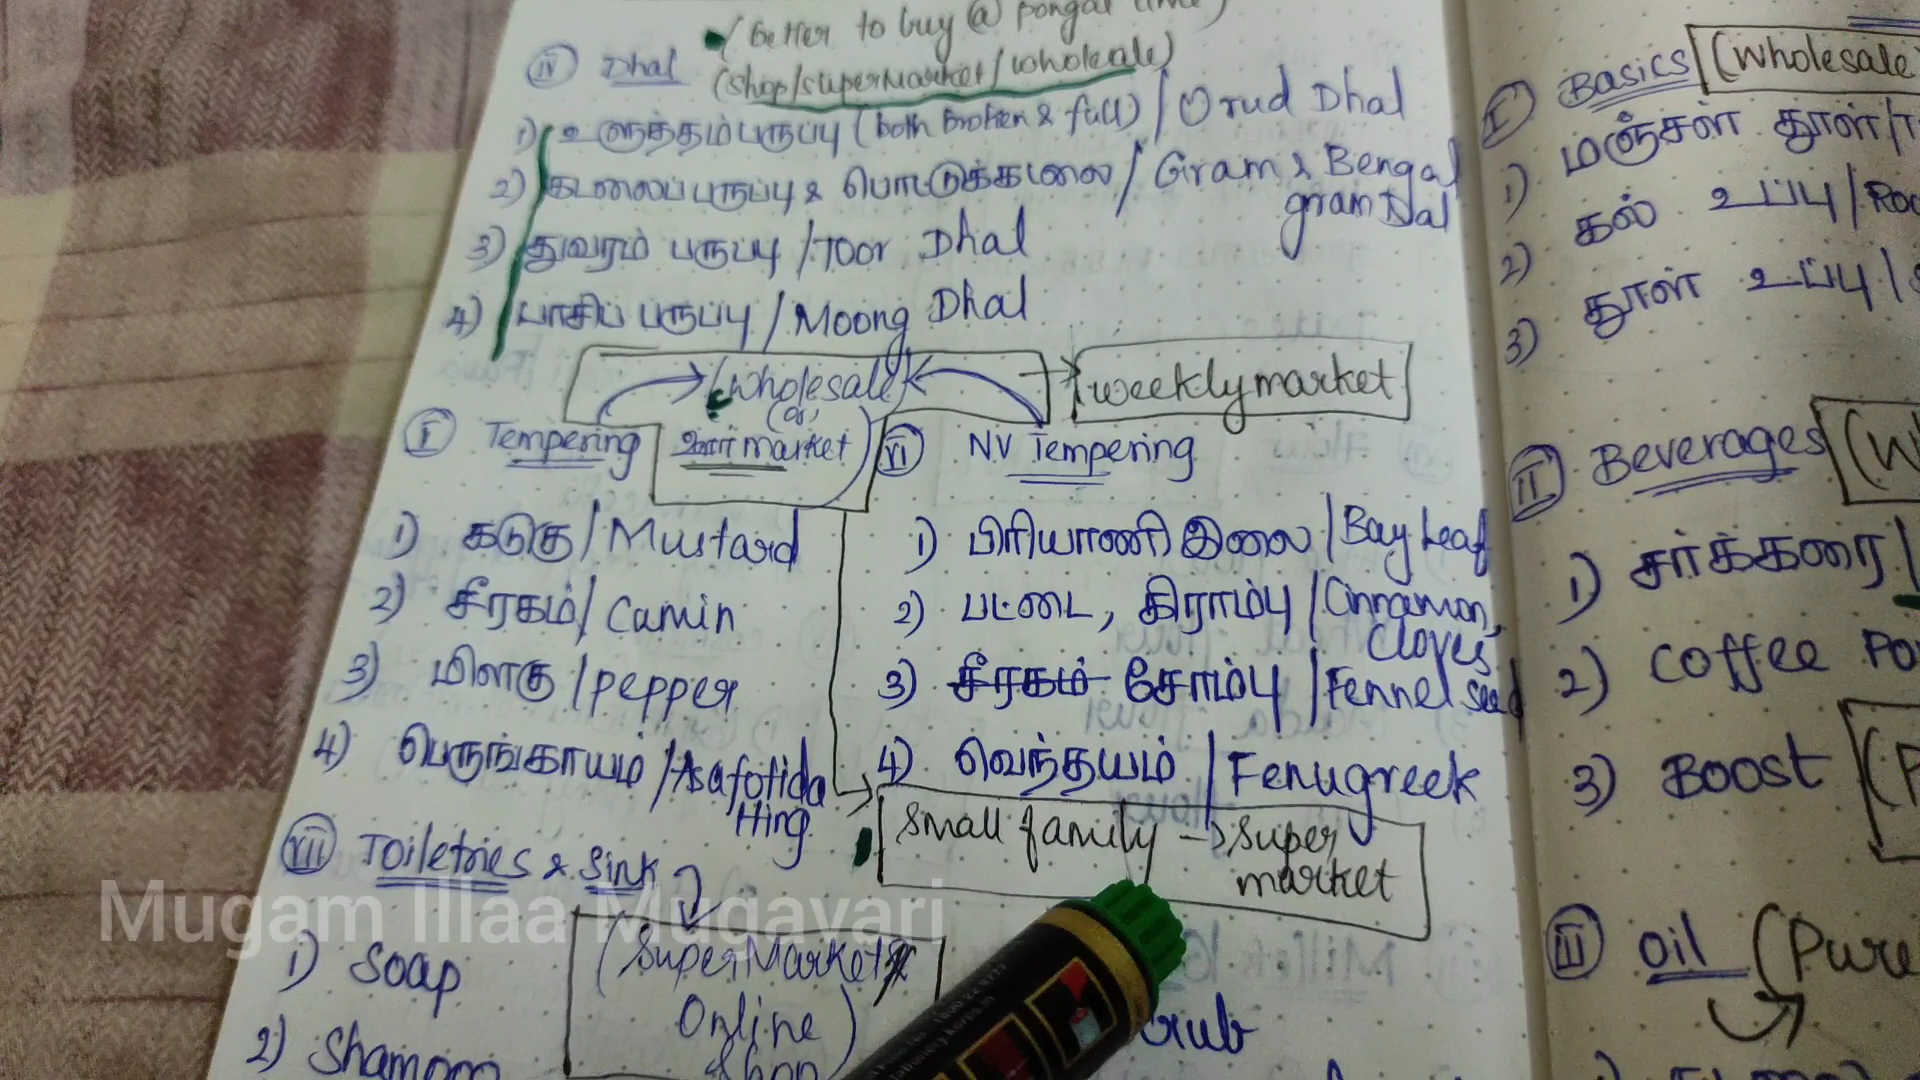 (Better to buy @ Pongal time)
IV Dhal (Shop/Supermarket/Wholesale)
1) உளுத்தம்பருப்பு (both Broken & full) / Orud Dhal
2) கடலைப்பருப்பு & பொட்டுக்கடலை / Gram & Bengal gram Dal
3) துவரம் பருப்பு / Toor Dhal
4) பாசிப் பருப்பு / Moong Dhal
(Wholesale)
(or)
market
weekly market
V Tempering
1) கடுகு / Mustard
2) சீரகம் / Camin
3) மிளகு / pepper
4) பெருங்காயம் / Asafotida
Hing
VI NV Tempering
1) பிரியாணி இலை / Bay Leaf
2) பட்டை, கிராம்பு / Cinnamon, Cloves
3) சீரகம் சோம்பு / Fennel seed
4) வெந்தயம் / Fenugreek
Small family -> Super market
VII Toiletries & Sink
(SuperMarket
Online
Shop)
1) Soap
2) Shampoo
I Basics (Wholesale
1) மஞ்சள் தூள் /
2) கல் உப்பு /
3) தூள் உப்பு /
II Beverages
1) சர்க்கரை /
2) Coffee
3) Boost
III Oil (Pure
Mugam Illaa Mugavari